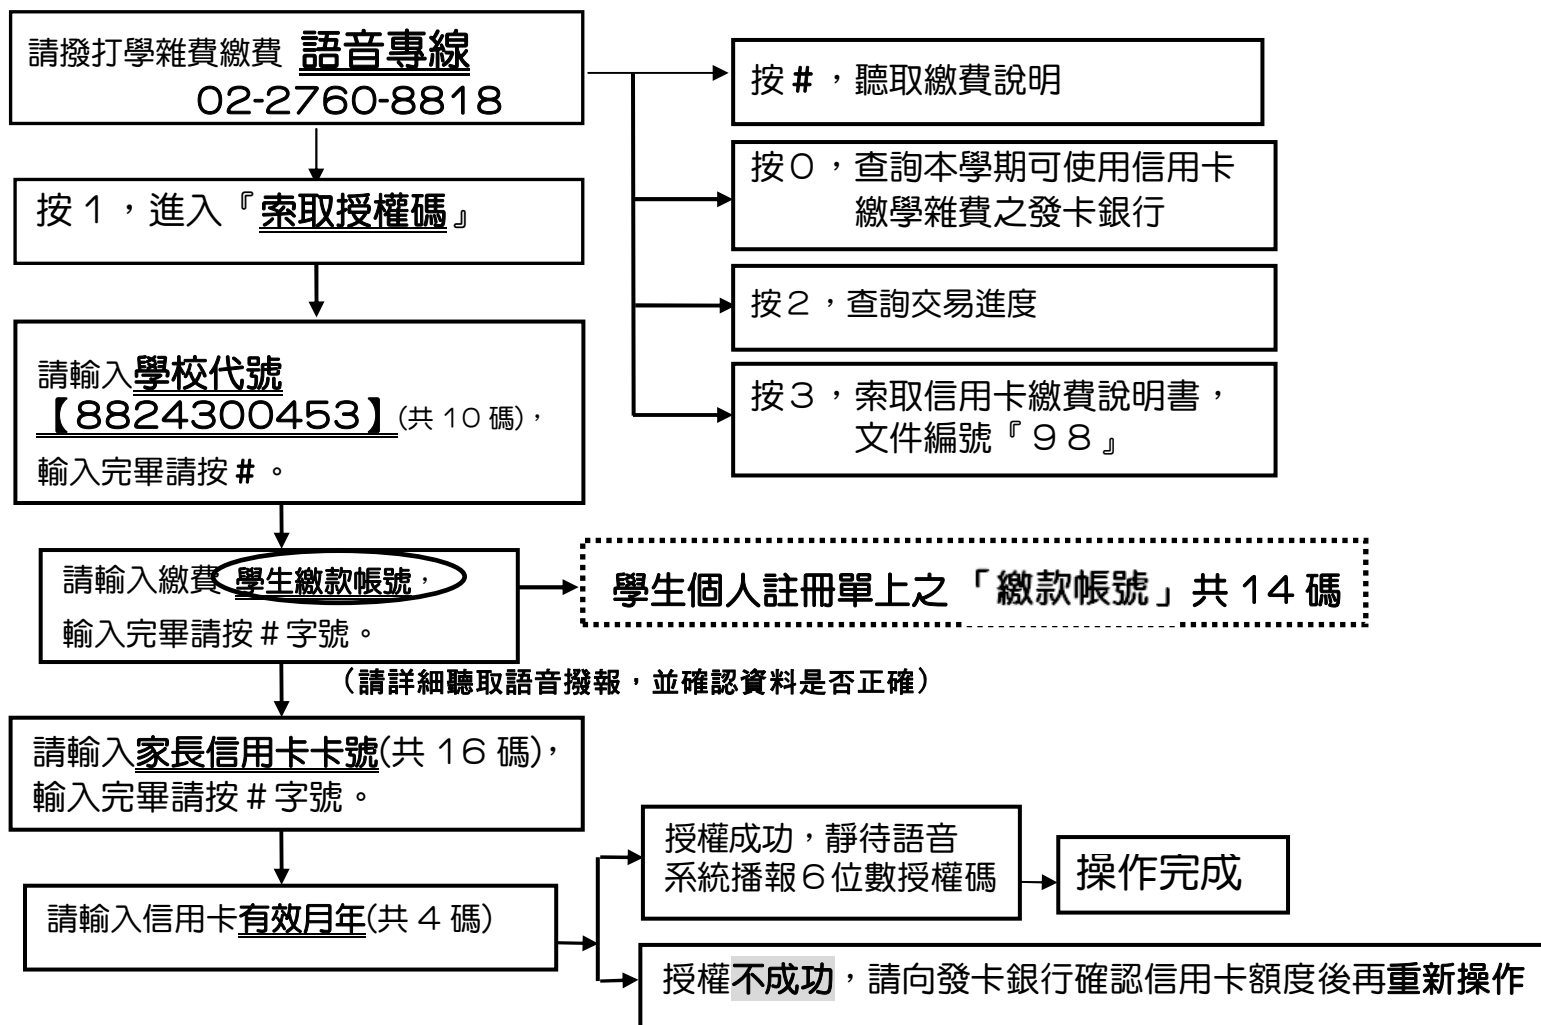 請撥打學雜費繳費 語音專線
02-2760-8818
按#,聽取繳費說明
按0,查詢本學期可使用信用卡
繳學雜費之發卡銀行
按1,進入『索取授權碼』
按2,查詢交易進度
按3,索取信用卡繳費說明書,
文件編號『98』
請輸入學校代號
【8824300453】(共 10 碼),
輸入完畢請按 # 。
請輸入繳費 學生繳款帳號,
輸入完畢請按 # 字號。
學生個人註冊單上之「繳款帳號」共 14 碼
(請詳細聽取語音撥報,並確認資料是否正確)
請輸入家長信用卡卡號(共 16 碼),
輸入完畢請按 # 字號。
請輸入信用卡有效月年(共 4 碼)
授權成功,靜待語音
系統播報6位數授權碼
操作完成
授權不成功,請向發卡銀行確認信用卡額度後再重新操作